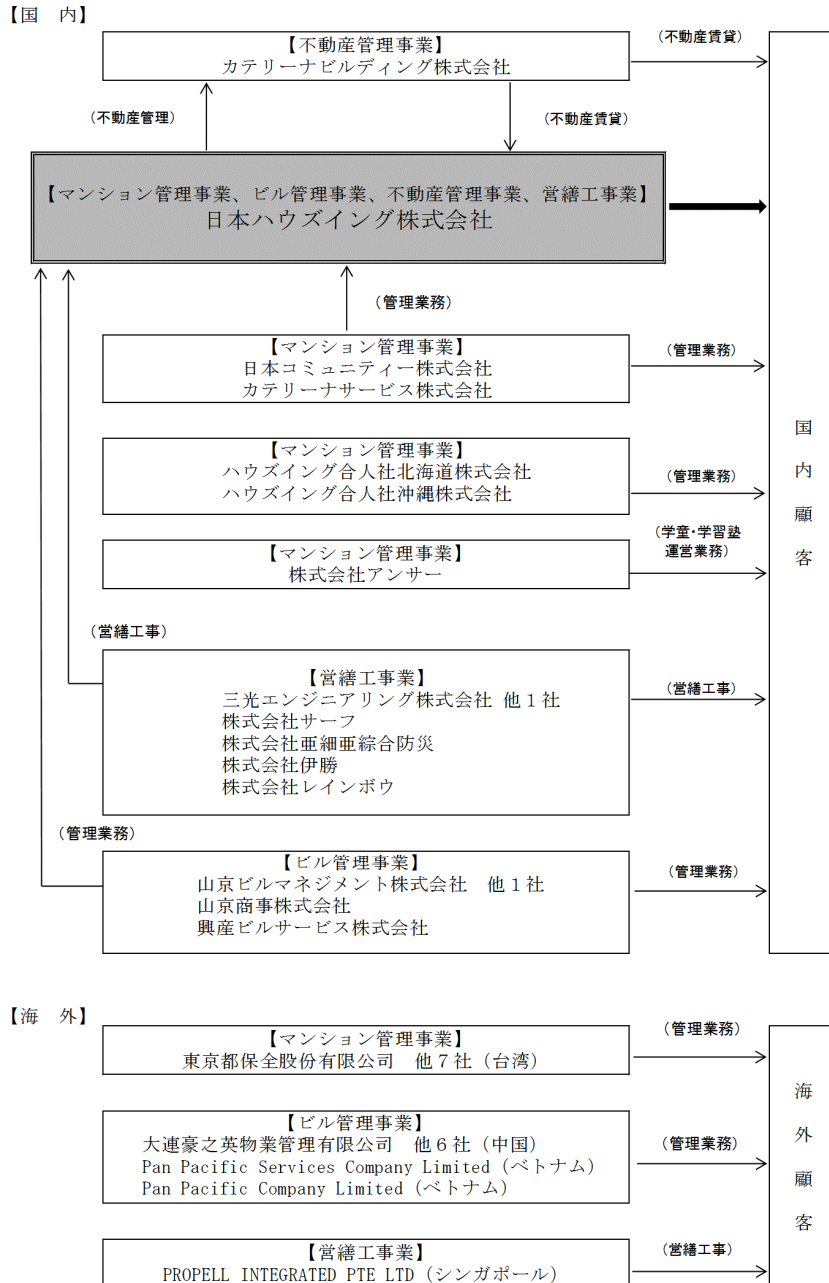 【国　内】
【不動産管理事業】
カテリーナビルディング株式会社
（不動産賃貸）
（不動産管理）
（不動産賃貸）
【マンション管理事業、ビル管理事業、不動産管理事業、営繕工事業】
日本ハウズイング株式会社
（管理業務）
【マンション管理事業】
日本コミュニティー株式会社
カテリーナサービス株式会社
（管理業務）
【マンション管理事業】
ハウズイング合人社北海道株式会社
ハウズイング合人社沖縄株式会社
（管理業務）
【マンション管理事業】
株式会社アンサー
（学童・学習塾
運営業務）
国内顧客
（営繕工事）
【営繕工事業】
三光エンジニアリング株式会社 他１社
株式会社サーフ
株式会社亜細亜綜合防災
株式会社伊勝
株式会社レインボウ
（営繕工事）
（管理業務）
【ビル管理事業】
山京ビルマネジメント株式会社　他１社
山京商事株式会社
興産ビルサービス株式会社
（管理業務）
【海　外】
【マンション管理事業】
東京都保全股份有限公司　他７社（台湾）
（管理業務）
【ビル管理事業】
大連豪之英物業管理有限公司　他６社（中国）
Pan Pacific Services Company Limited（ベトナム）
Pan Pacific Company Limited（ベトナム）
（管理業務）
海外顧客
【営繕工事業】
PROPELL INTEGRATED PTE LTD（シンガポール）
（営繕工事）